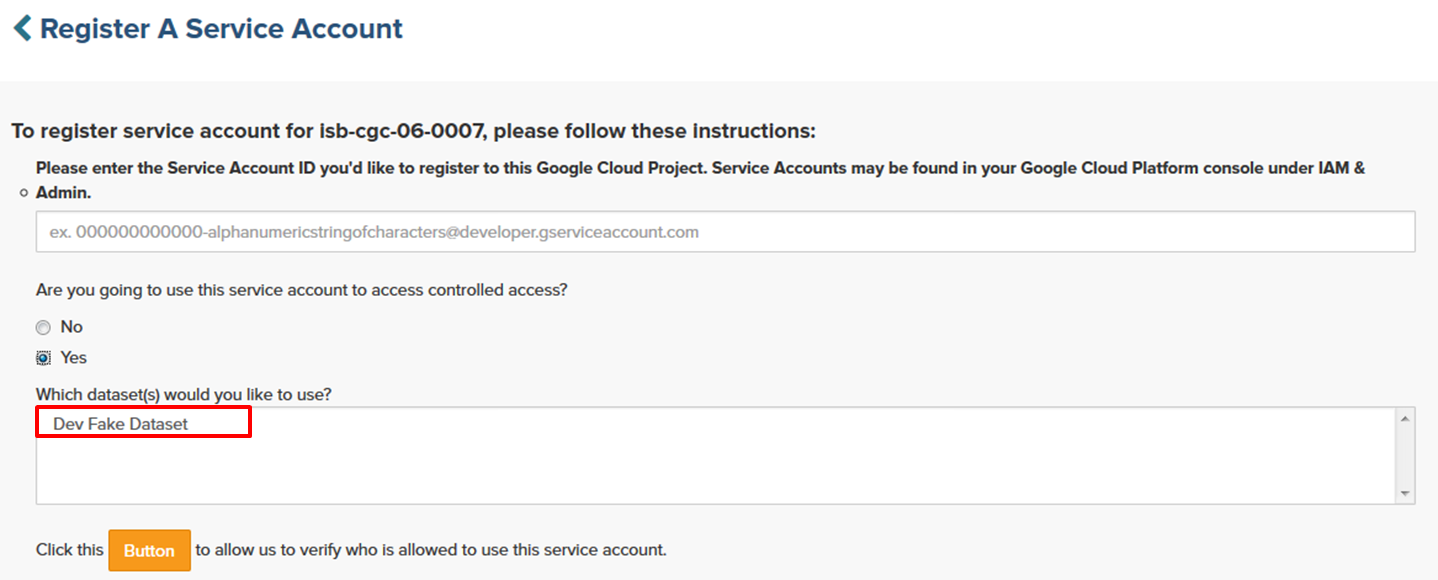 Register A Service Account
To register service account for isb-cgc-06-0007, please follow these instructions:
Please enter the Service Account ID you'd like to register to this Google Cloud Project. Service Accounts may be found in your Google Cloud Platform console under IAM &
Admin.
ex. 000000000000-alphanumericstringofcharacters@developer.gserviceaccount.com
Are you going to use this service account to access controlled access?
No
Yes
Which dataset(s) would you like to use?
Dev Fake Dataset
Click this Button to allow us to verify who is allowed to use this service account.